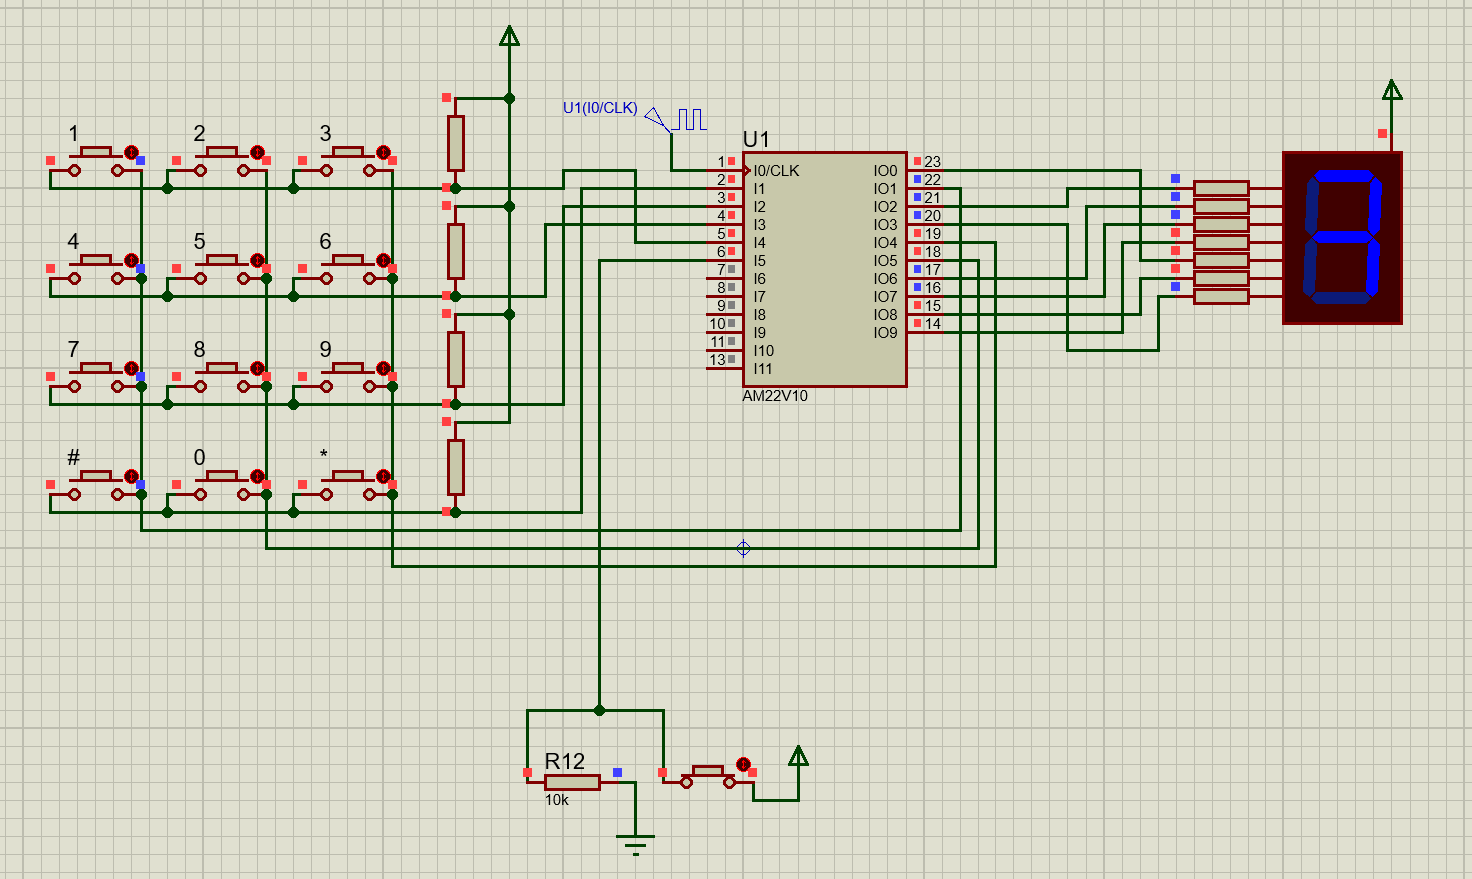 U1(I0/CLK)
1
2
3
4
5
6
7
8
9
#
0
*
U1
1 I0/CLK IO0 23
2 I1 IO1 22
3 I2 IO2 21
4 I3 IO3 20
5 I4 IO4 19
6 I5 IO5 18
7 I6 IO6 17
8 I7 IO7 16
9 I8 IO8 15
10 I9 IO9 14
11 I10
13 I11
AM22V10
R12
10k